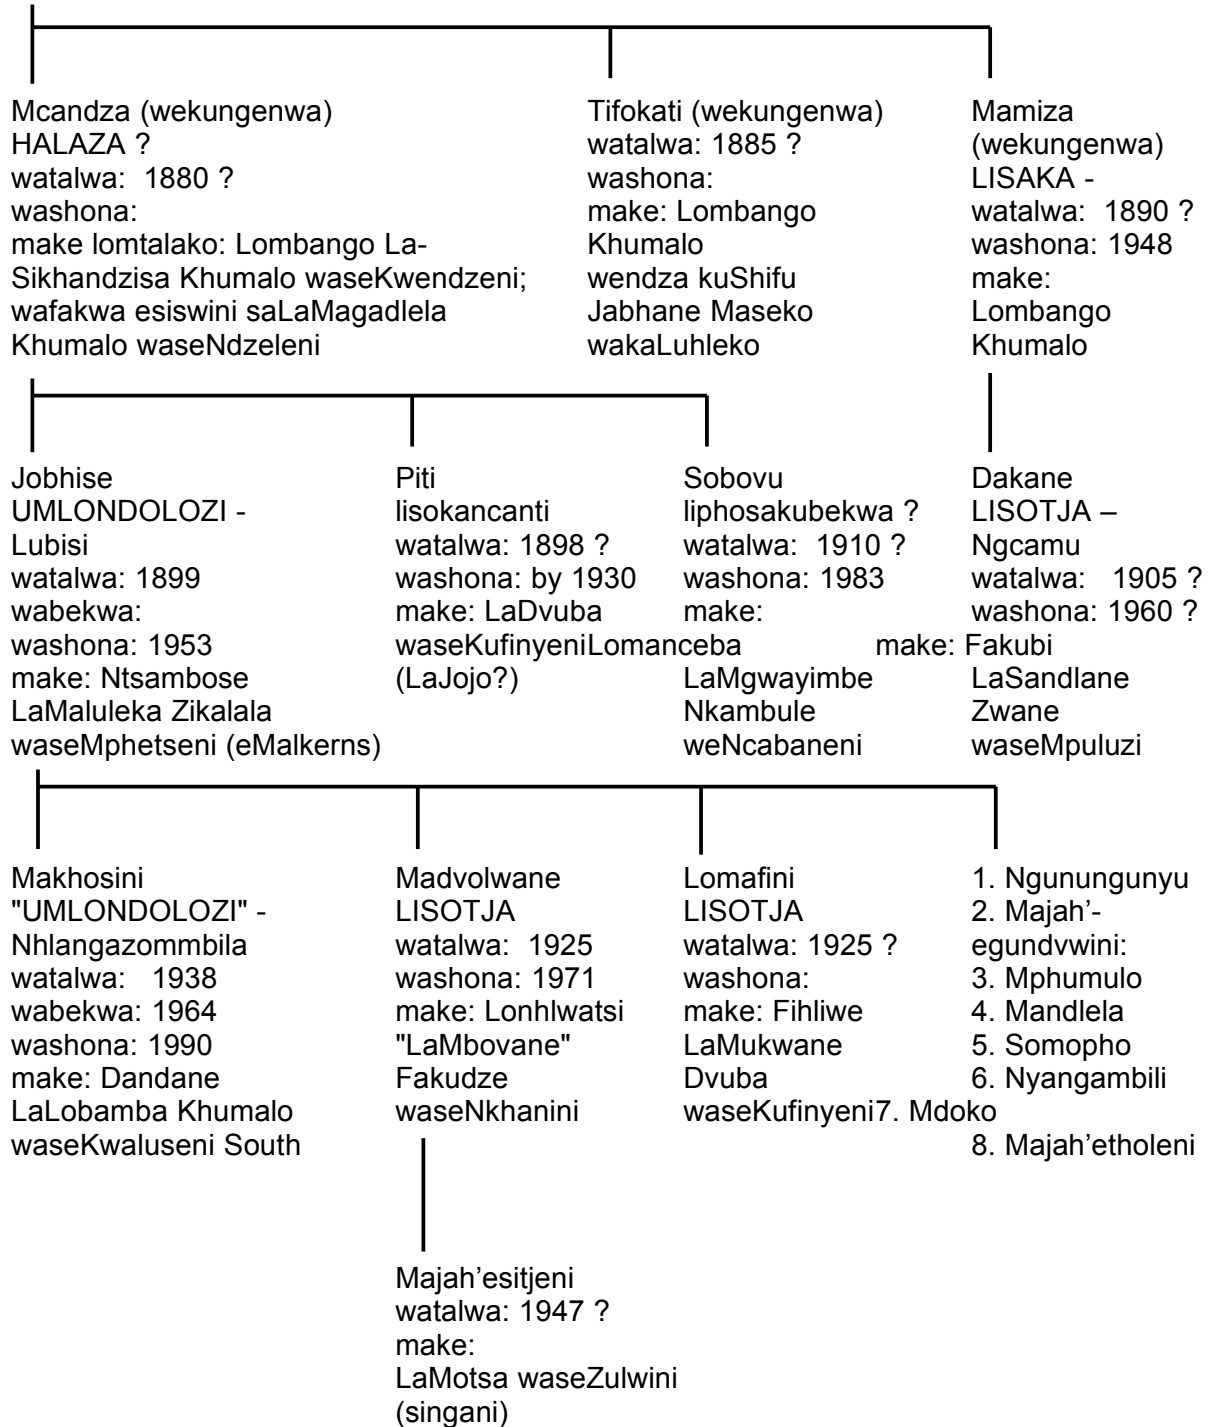 Mcandza (wekungenwa)
HALAZA ?
watalwa:  1880 ?
washona:
make lomtalako: Lombango La-
Sikhandzisa Khumalo waseKwendzeni;
wafakwa esiswini saLaMagadlela
Khumalo waseNdzeleni
Tifokati (wekungenwa)
watalwa: 1885 ?
washona:
make: Lombango
Khumalo
wendza kuShifu
Jabhane Maseko
wakaLuhleko
Mamiza
(wekungenwa)
LISAKA -
watalwa:  1890 ?
washona: 1948
make:
Lombango
Khumalo
Jobhise
UMLONDOLOZI -
Lubisi
watalwa: 1899
wabekwa:
washona: 1953
make: Ntsambose
LaMaluleka Zikalala
waseMphetseni (eMalkerns)
Piti
lisokancanti
watalwa: 1898 ?
washona: by 1930
make: LaDvuba
waseKufinyeniLomanceba
(LaJojo?)
Sobovu
liphosakubekwa ?
watalwa:  1910 ?
washona: 1983
make:
LaMgwayimbe
Nkambule
weNcabaneni
Dakane
LISOTJA –
Ngcamu
watalwa:   1905 ?
washona: 1960 ?
make: Fakubi
LaSandlane
Zwane
waseMpuluzi
Makhosini
"UMLONDOLOZI" -
Nhlangazommbila
watalwa:   1938
wabekwa: 1964
washona: 1990
make: Dandane
LaLobamba Khumalo
waseKwaluseni South
Madvolwane
LISOTJA
watalwa:  1925
washona: 1971
make: Lonhlwatsi
"LaMbovane"
Fakudze
waseNkhanini
Lomafini
LISOTJA
watalwa: 1925 ?
washona:
make: Fihliwe
LaMukwane
Dvuba
waseKufinyeni7. Mdoko
1. Ngunungunyu
2. Majah'-
egundvwini:
3. Mphumulo
4. Mandlela
5. Somopho
6. Nyangambili
8. Majah’etholeni
Majah’esitjeni
watalwa: 1947 ?
make:
LaMotsa waseZulwini
(singani)